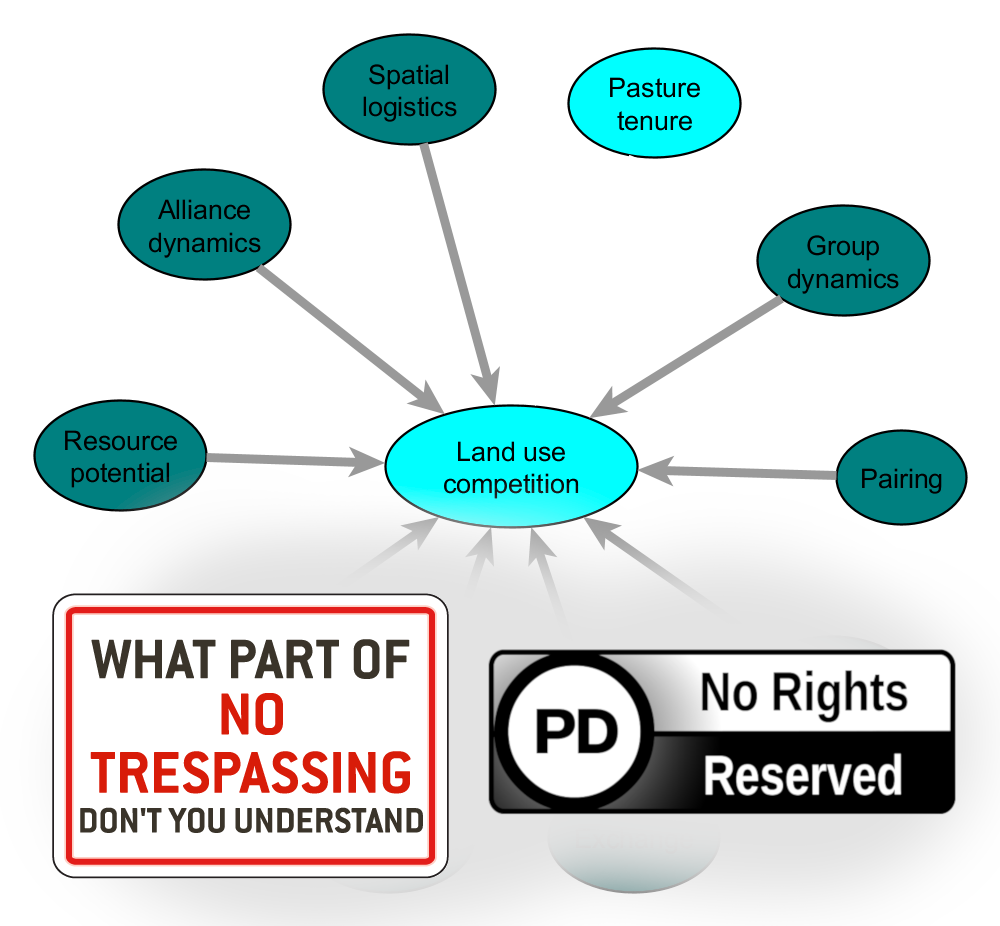 Spatial
logistics
Pasture
tenure
Alliance
dynamics
Group
dynamics
Land use
competition
Resource
potential
Pairing
WHAT PART OF
NO
TRESPASSING
DON'T YOU UNDERSTAND
PD
No Rights
Reserved